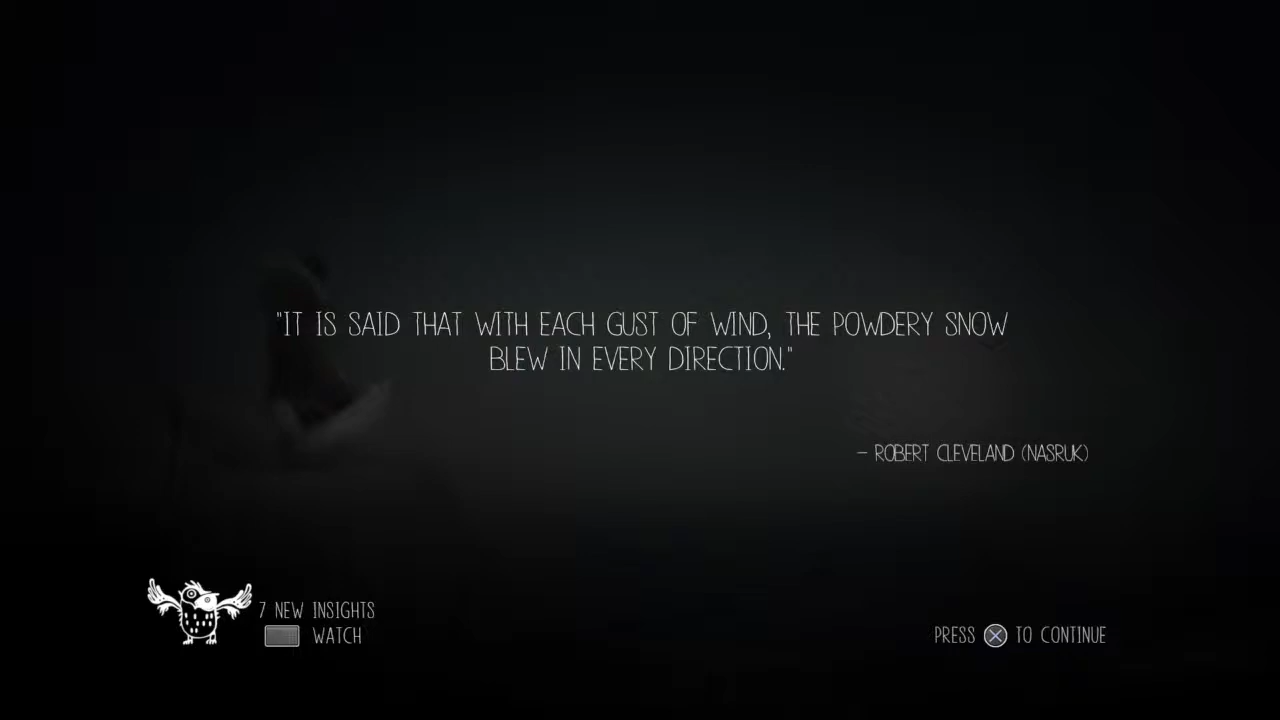 "IT IS SAID THAT WITH EACH GUST OF WIND, THE POWDERY SNOW
BLEW IN EVERY DIRECTION."
– ROBERT CLEVELAND (NASRUK)
7 NEW INSIGHTS
WATCH
PRESS TO CONTINUE